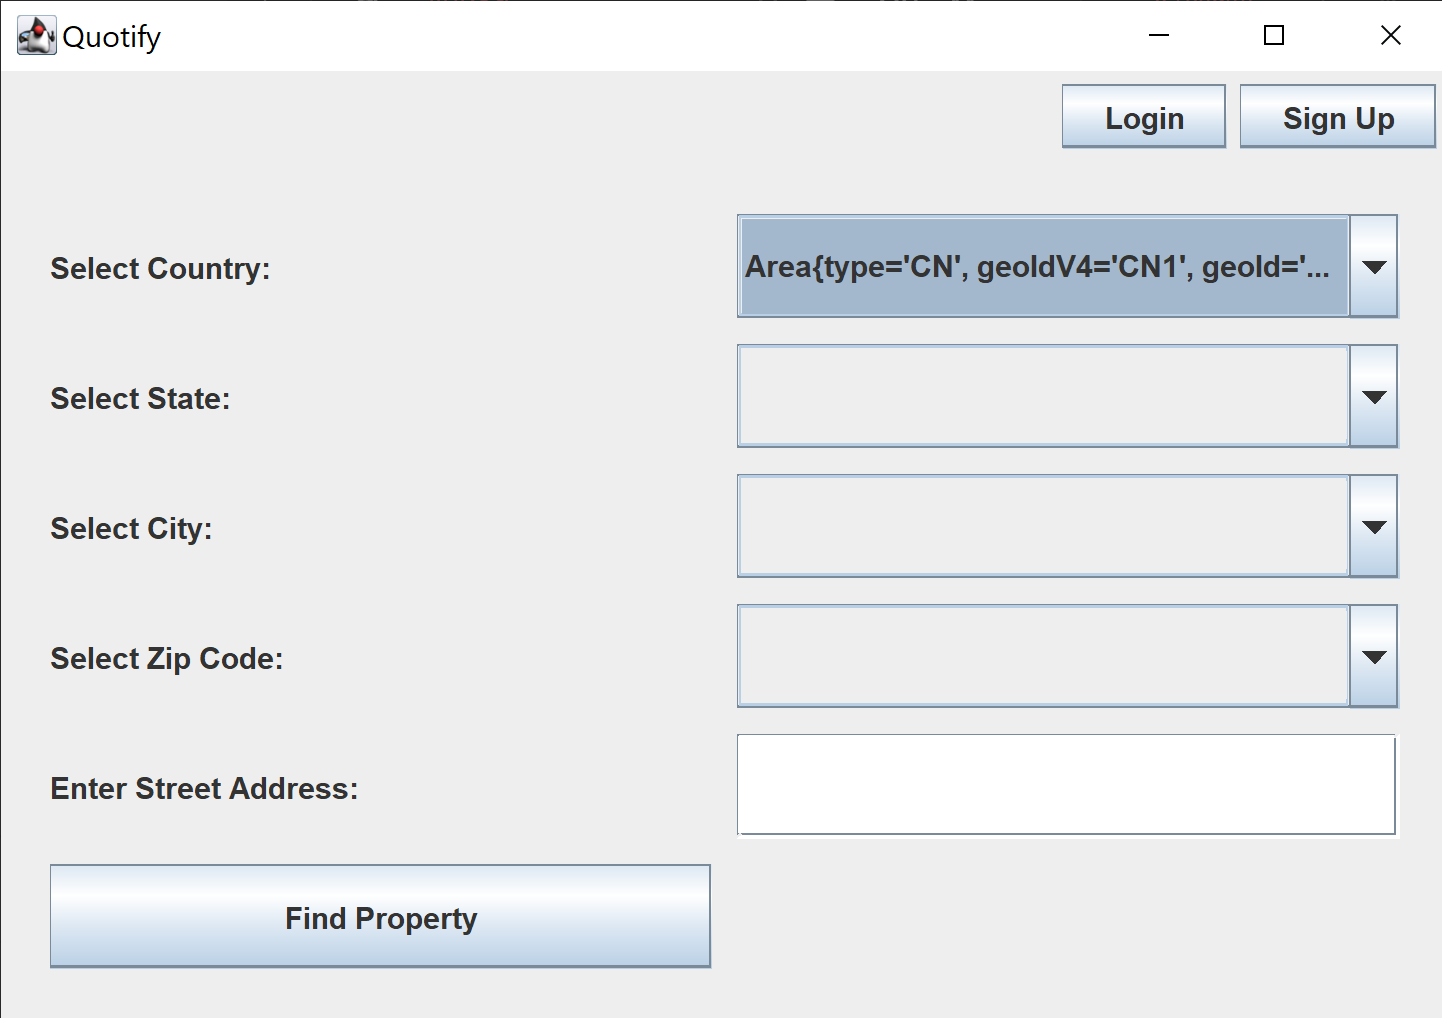 Quotify
Login
Sign Up
Select Country:
Area{type='CN', geoIdV4='CN1', geoId='...
Select State:
Select City:
Select Zip Code:
Enter Street Address:
Find Property